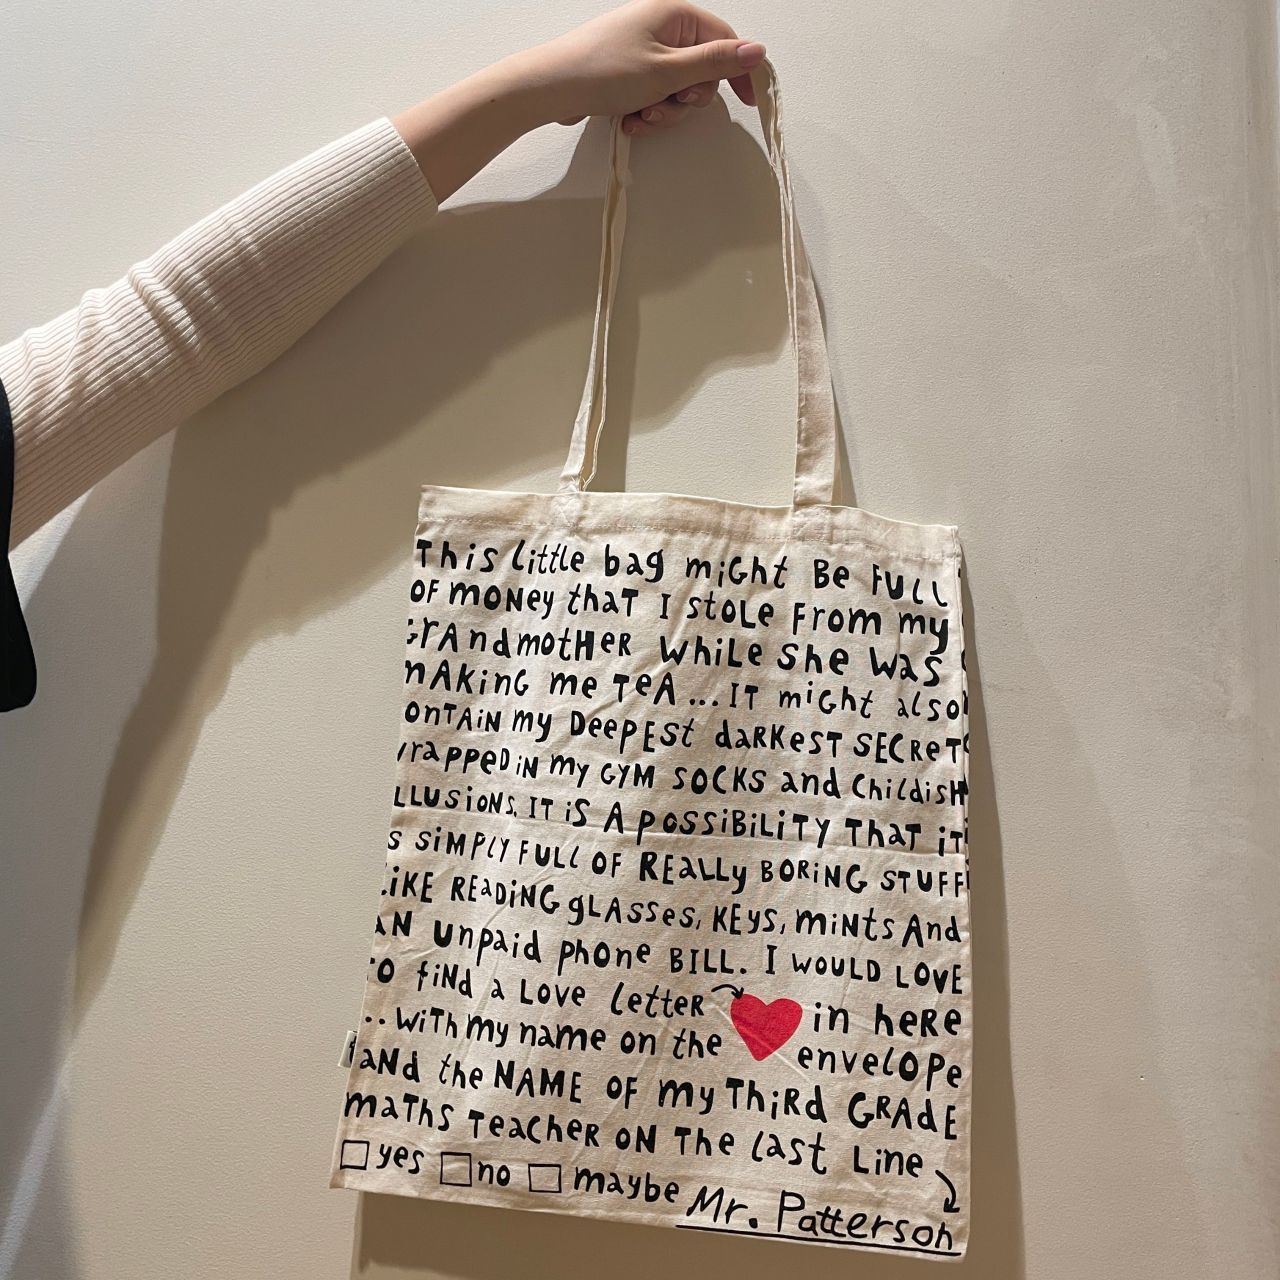 This little bag might Be FULL
OF money that I stole From my
GrAndmotHeR while she was
making me TeA ... IT might also
ontain my Deepest darkest SECRET
wrapped in my GYM SOCKS and Childish
LLUSiONS. IT iS A possiBiLiTY THaT iT
S SiMPLY FULL OF REaLLy BORiNG STUFF
LiKE REaDiNG gLAsses, KEys, miNts And
aN unpaid phone BILL. I WOULD LOVE
TO fiNd a LOVE letter in heRe
.. WiTh my name on the envelope
aNd the NAME OF my THiRd GRAdE
maTHs TeacheR ON THe last Line
yes no maybe Mr. Patterson